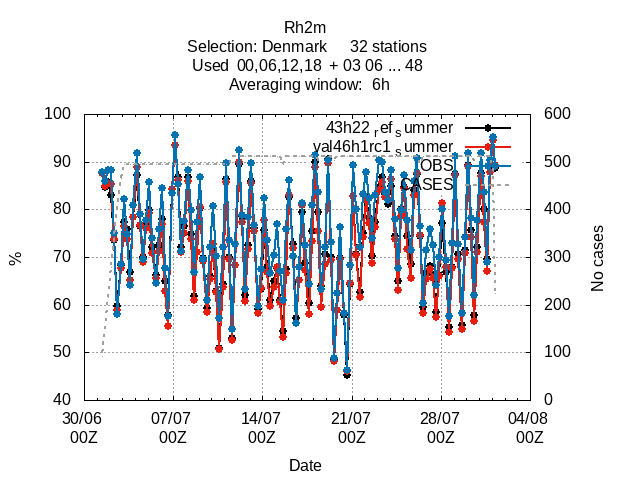 Rh2m
Selection: Denmark 32 stations
Used 00,06,12,18 + 03 06 ... 48
Averaging window: 6h
43h22_ref_summer
val46h1rc1_summer
OBS
CASES
100
90
80
70
60
50
40
%
600
500
400
300
200
100
0
No cases
30/06 07/07 14/07 21/07 28/07 04/08
00Z 00Z 00Z 00Z 00Z 00Z
Date